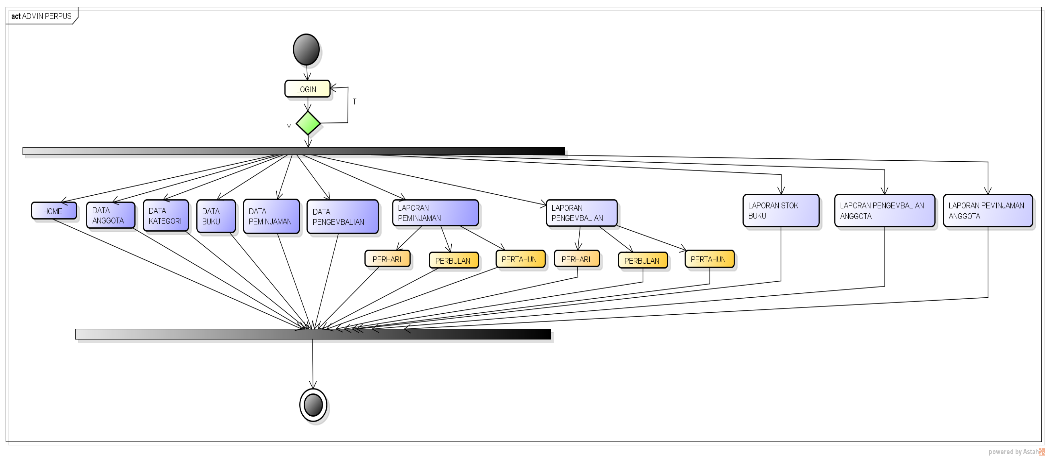 act ADMIN PERPUS
LOGIN
T
Y
HOME
DATA
ANGGOTA
DATA
KATEGORI
DATA
BUKU
DATA
PEMINJAMAN
DATA
PENGEMBALIAN
LAPORAN
PEMINJAMAN
LAPORAN
PENGEMBALIAN
LAPORAN STOK
BUKU
LAPORAN PENGEMBALIAN
ANGGOTA
LAPORAN PEMINJAMAN
ANGGOTA
PERHARI
PERBULAN
PERTAHUN
PERHARI
PERBULAN
PERTAHUN
powered by Astah